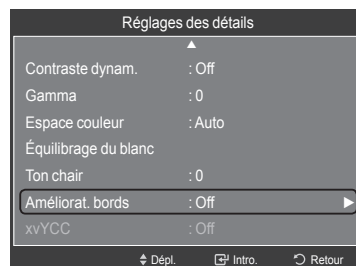 Réglages des détails
Contraste dynam. : Off
Gamma : 0
Espace couleur : Auto
Équilibrage du blanc
Ton chair : 0
Améliorat. bords : Off
xvYCC : Off
Dépl. Intro. Retour